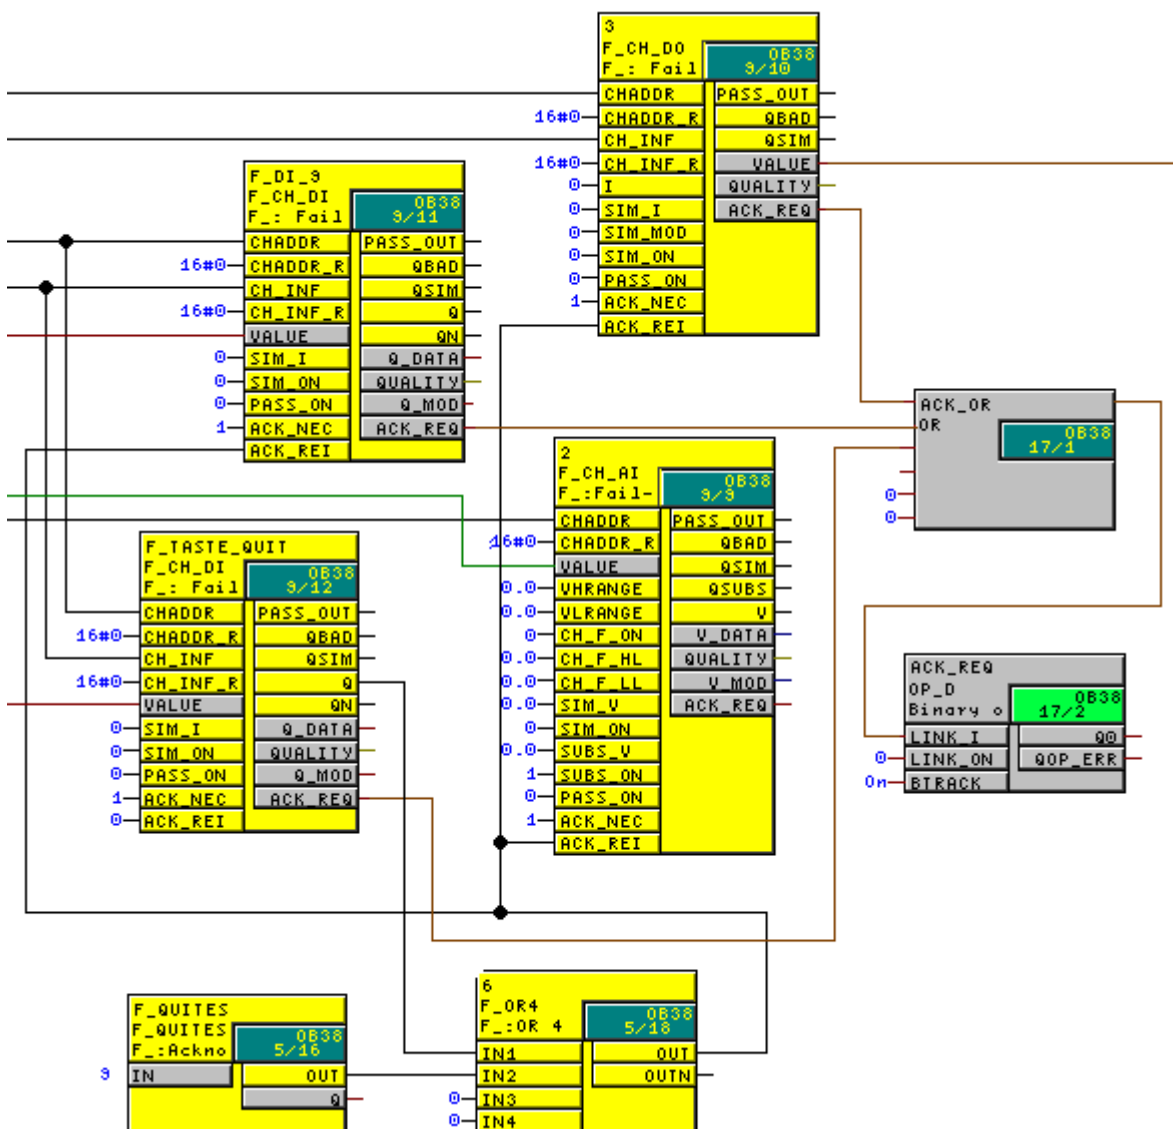 3
F_CH_DO
F_: Fail
OB38
9/10
CHADDR PASS_OUT
16#0 CHADDR_R QBAD
CH_INF QSIM
16#0 CH_INF_R VALUE
0 I QUALITY
0 SIM_I ACK_REQ
0 SIM_MOD
0 SIM_ON
0 PASS_ON
1 ACK_NEC
ACK_REI
F_DI_9
F_CH_DI
F_: Fail
OB38
9/11
CHADDR PASS_OUT
16#0 CHADDR_R QBAD
CH_INF QSIM
16#0 CH_INF_R Q
VALUE QN
0 SIM_I Q_DATA
0 SIM_ON QUALITY
0 PASS_ON Q_MOD
1 ACK_NEC ACK_REQ
ACK_REI
ACK_OR
OR
OB38
17/1
0
0
2
F_CH_AI
F_:Fail-
OB38
9/9
CHADDR PASS_OUT
16#0 CHADDR_R QBAD
VALUE QSIM
0.0 VHRANGE QSUBS
0.0 VLRANGE V
0 CH_F_ON V_DATA
0.0 CH_F_HL QUALITY
0.0 CH_F_LL V_MOD
0.0 SIM_V ACK_REQ
0 SIM_ON
0.0 SUBS_V
1 SUBS_ON
0 PASS_ON
1 ACK_NEC
ACK_REI
F_TASTE_QUIT
F_CH_DI
F_: Fail
OB38
9/12
CHADDR PASS_OUT
16#0 CHADDR_R QBAD
CH_INF QSIM
16#0 CH_INF_R Q
VALUE QN
0 SIM_I Q_DATA
0 SIM_ON QUALITY
0 PASS_ON Q_MOD
1 ACK_NEC ACK_REQ
0 ACK_REI
ACK_REQ
OP_D
Binary o
OB38
17/2
LINK_I Q0
0 LINK_ON QOP_ERR
On BTRACK
F_QUITES
F_QUITES
F_:Ackno
OB38
5/16
9 IN OUT
Q
6
F_OR4
F_:OR 4
OB38
5/18
IN1 OUT
IN2 OUTN
0 IN3
0 IN4